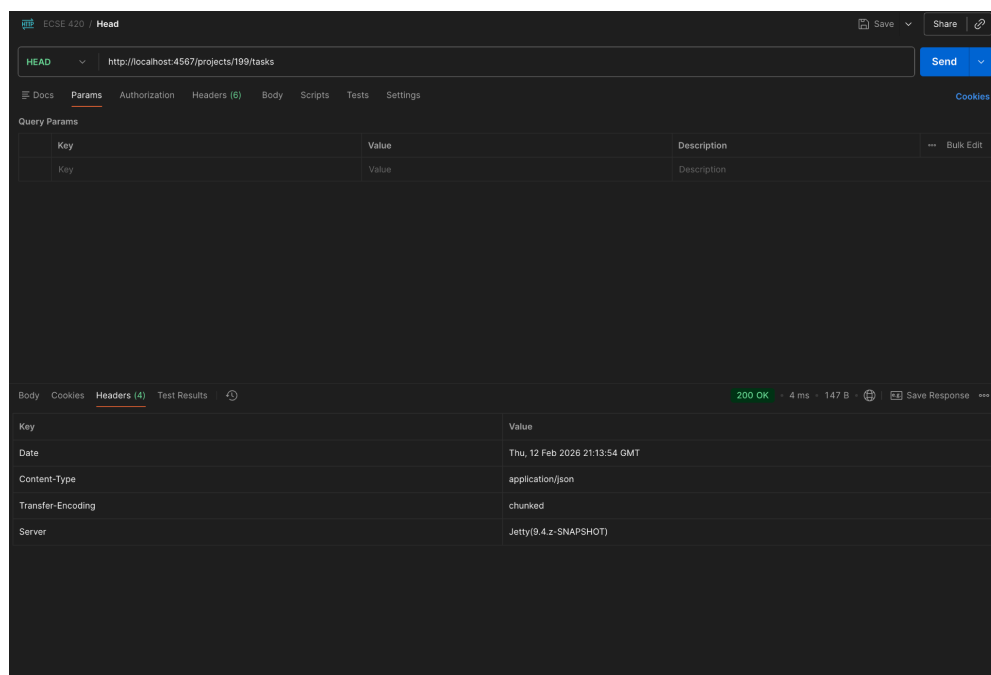 HTTP ECSE 420 / Head Save Share
HEAD http://localhost:4567/projects/199/tasks Send
Docs Params Authorization Headers (6) Body Scripts Tests Settings Cookies
Query Params
Key Value Description ••• Bulk Edit
Key Value Description
Body Cookies Headers (4) Test Results 200 OK • 4 ms • 147 B • Save Response •••
Key Value
Date Thu, 12 Feb 2026 21:13:54 GMT
Content-Type application/json
Transfer-Encoding chunked
Server Jetty(9.4.z-SNAPSHOT)